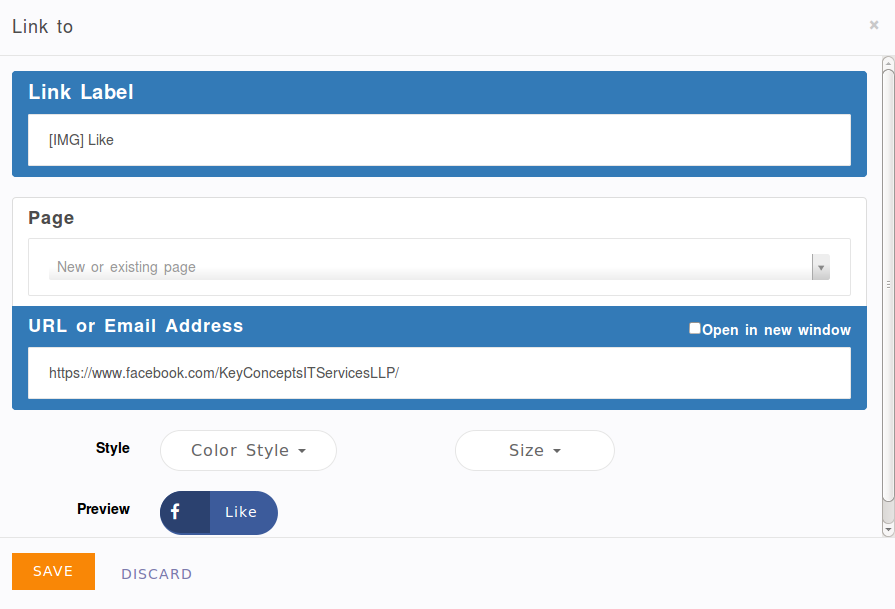 Link to ×
Link Label
[IMG] Like
Page
New or existing page
URL or Email Address Open in new window
https://www.facebook.com/KeyConceptsITServicesLLP/
Style Color Style Size
Preview f Like
SAVE DISCARD